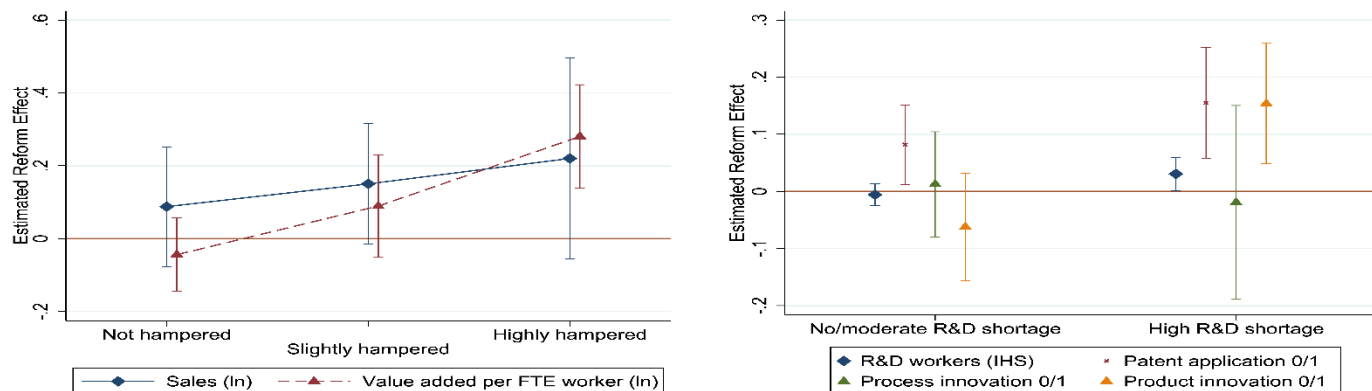 Estimated Reform Effect
.6
.4
.2
0
-.2
Not hampered
Slightly hampered
Highly hampered
Sales (ln)
Value added per FTE worker (ln)
Estimated Reform Effect
.3
.2
.1
0
-.1
-.2
No/moderate R&D shortage
High R&D shortage
R&D workers (IHS)
Patent application 0/1
Process innovation 0/1
Product innovation 0/1